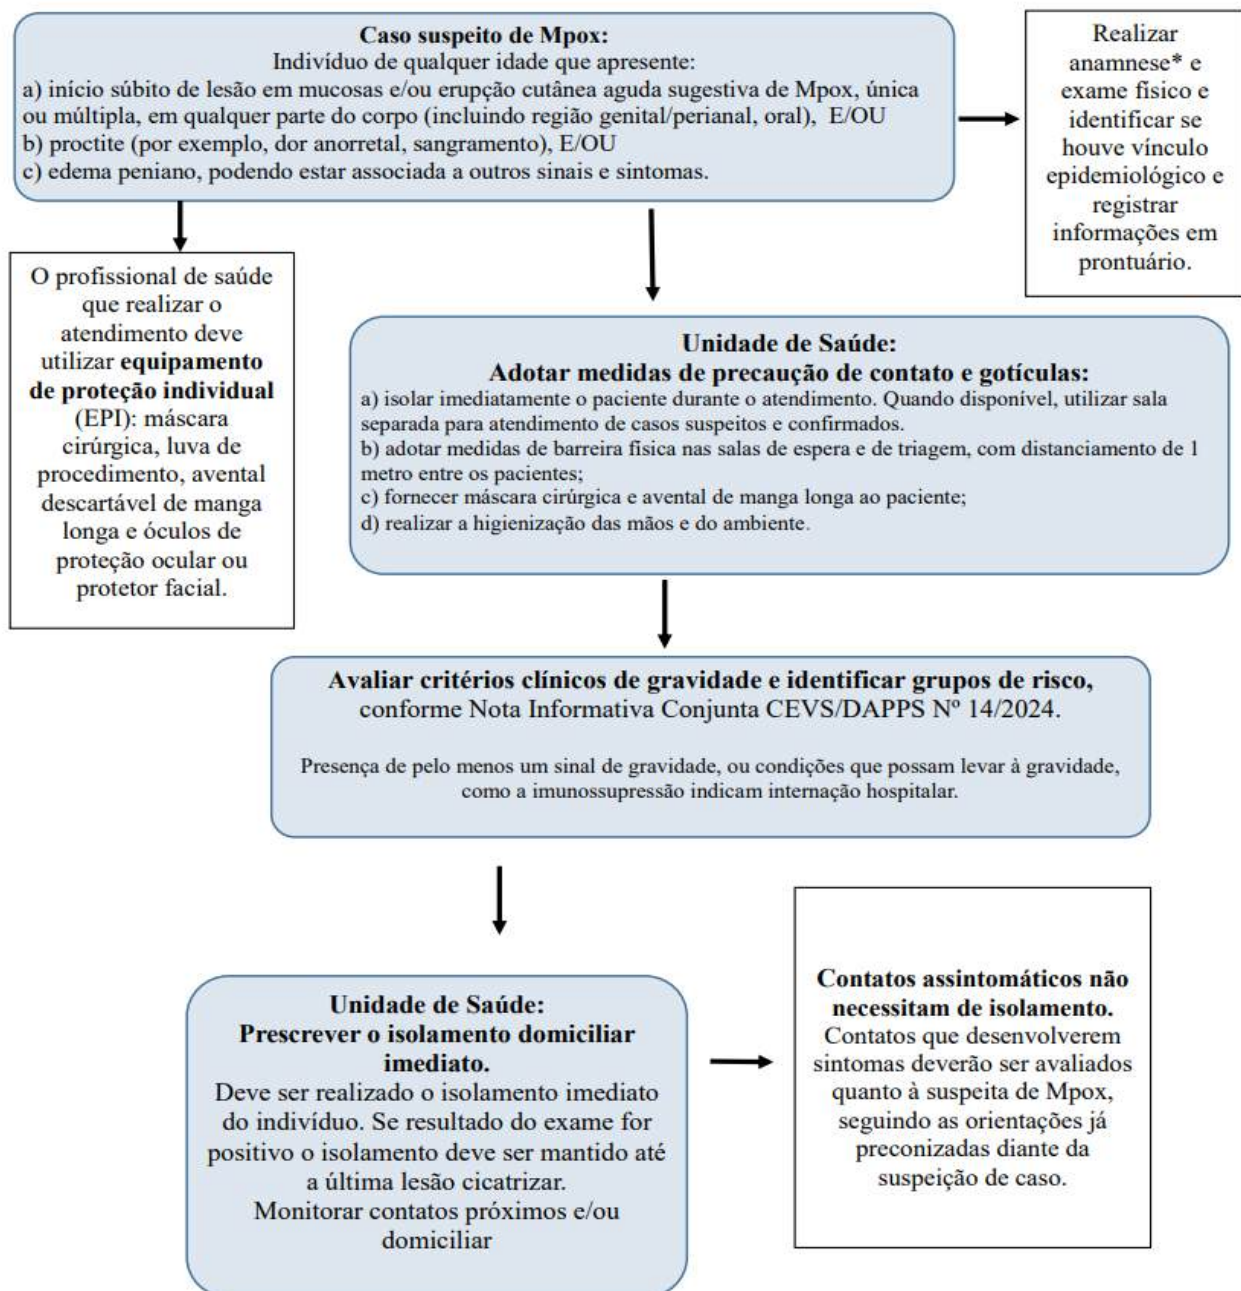 Caso suspeito de Mpox:
Indivíduo de qualquer idade que apresente:
a) início súbito de lesão em mucosas e/ou erupção cutânea aguda sugestiva de Mpox, única
ou múltipla, em qualquer parte do corpo (incluindo região genital/perianal, oral), E/OU
b) proctite (por exemplo, dor anorretal, sangramento), E/OU
c) edema peniano, podendo estar associada a outros sinais e sintomas.
Realizar
anamnese* e
exame físico e
identificar se
houve vínculo
epidemiológico e
registrar
informações em
prontuário.
O profissional de saúde
que realizar o
atendimento deve
utilizar equipamento
de proteção individual
(EPI): máscara
cirúrgica, luva de
procedimento, avental
descartável de manga
longa e óculos de
proteção ocular ou
protetor facial.
Unidade de Saúde:
Adotar medidas de precaução de contato e gotículas:
a) isolar imediatamente o paciente durante o atendimento. Quando disponível, utilizar sala
separada para atendimento de casos suspeitos e confirmados.
b) adotar medidas de barreira física nas salas de espera e de triagem, com distanciamento de 1
metro entre os pacientes;
c) fornecer máscara cirúrgica e avental de manga longa ao paciente;
d) realizar a higienização das mãos e do ambiente.
Avaliar critérios clínicos de gravidade e identificar grupos de risco,
conforme Nota Informativa Conjunta CEVS/DAPPS Nº 14/2024.
Presença de pelo menos um sinal de gravidade, ou condições que possam levar à gravidade,
como a imunossupressão indicam internação hospitalar.
Unidade de Saúde:
Prescrever o isolamento domiciliar
imediato.
Deve ser realizado o isolamento imediato
do indivíduo. Se resultado do exame for
positivo o isolamento deve ser mantido até
a última lesão cicatrizar.
Monitorar contatos próximos e/ou
domiciliar
Contatos assintomáticos não
necessitam de isolamento.
Contatos que desenvolverem
sintomas deverão ser avaliados
quanto à suspeita de Mpox,
seguindo as orientações já
preconizadas diante da
suspeição de caso.